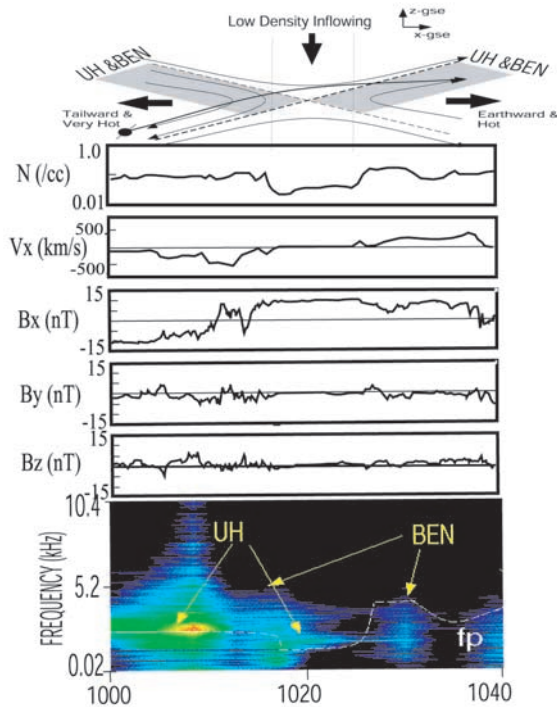 z-gse
x-gse
Low Density Inflowing
UH &BEN
UH &BEN
Tailward &
Very Hot
Earthward &
Hot
1.0
N (/cc)
0.01
500
Vx (km/s)
-500
15
Bx (nT)
-15
15
By (nT)
-15
15
Bz (nT)
-15
10.4
UH
BEN
5.2
FREQUENCY (kHz)
fp
0.02
1000
1020
1040